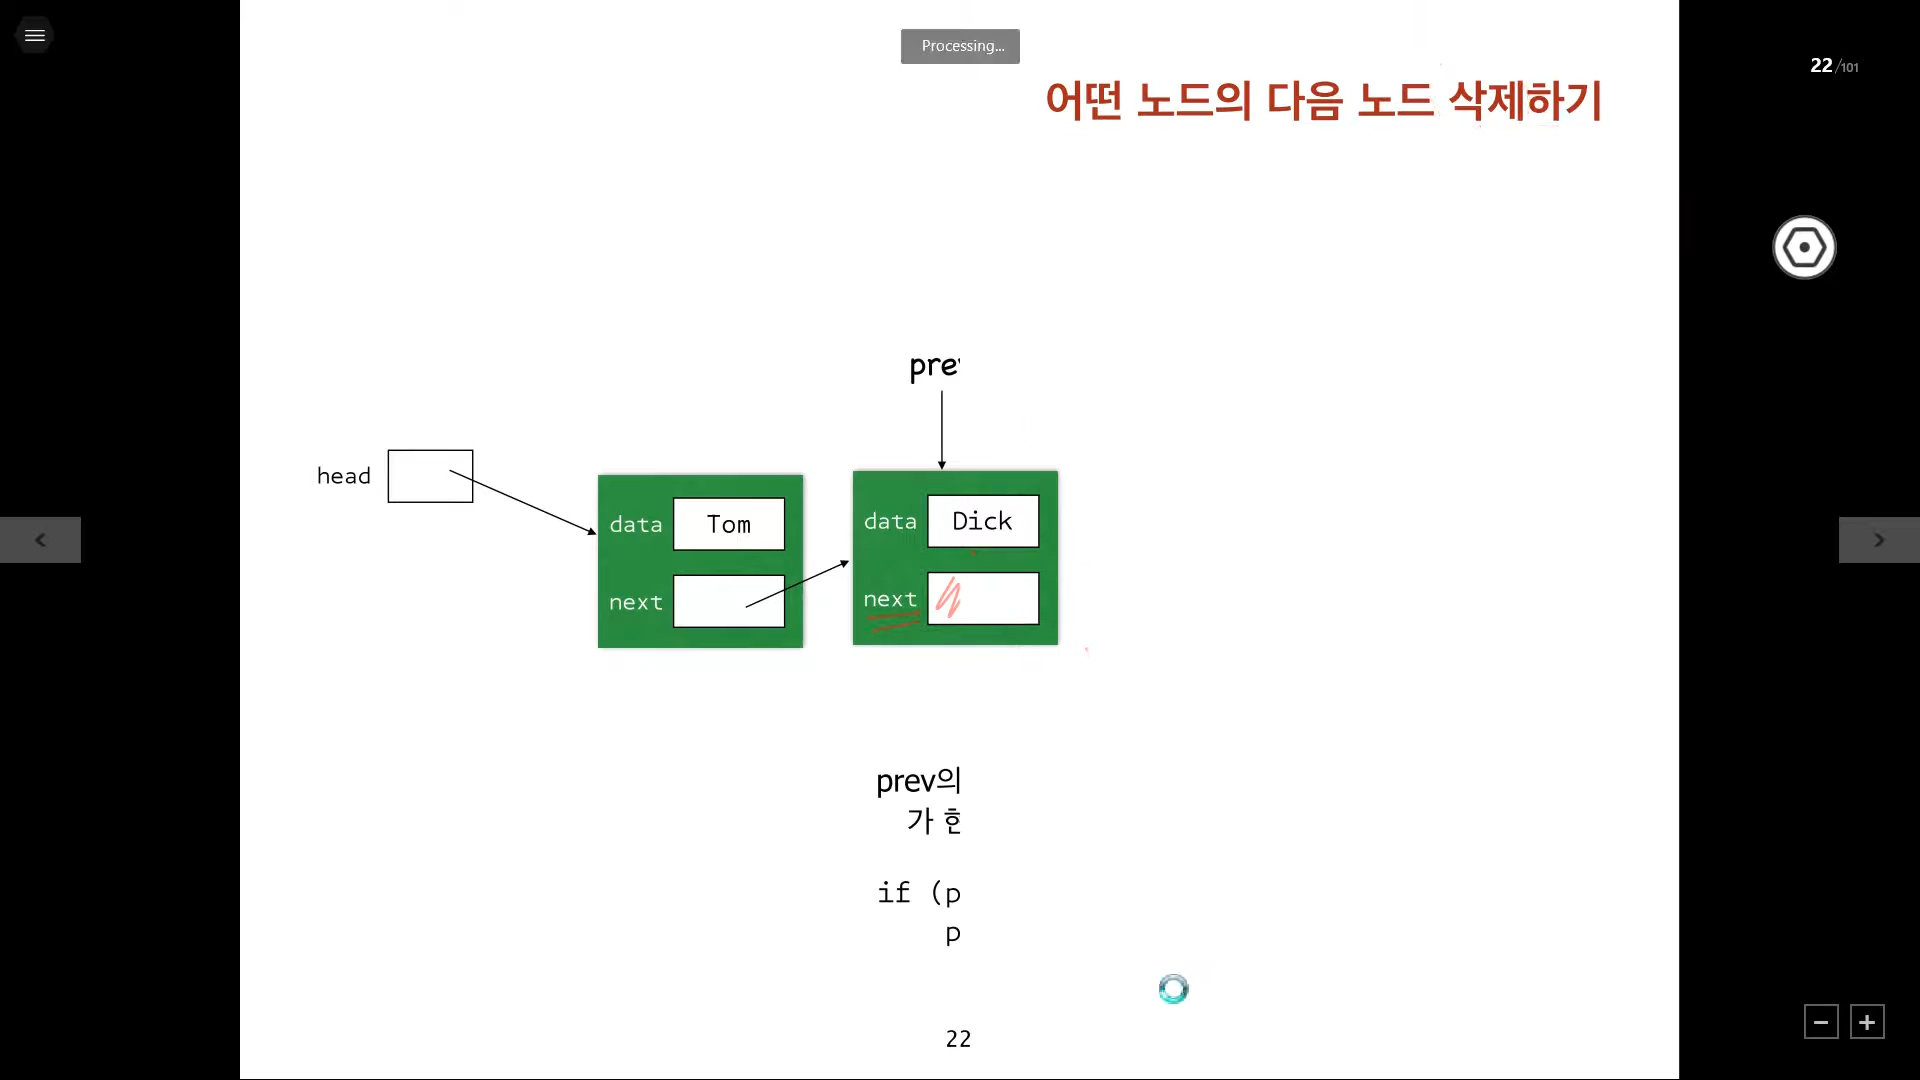 Processing...
22/101
어떤 노드의 다음 노드 삭제하기
pre
head
data Tom
next
data Dick
next
prev의
가
if (p
p
22